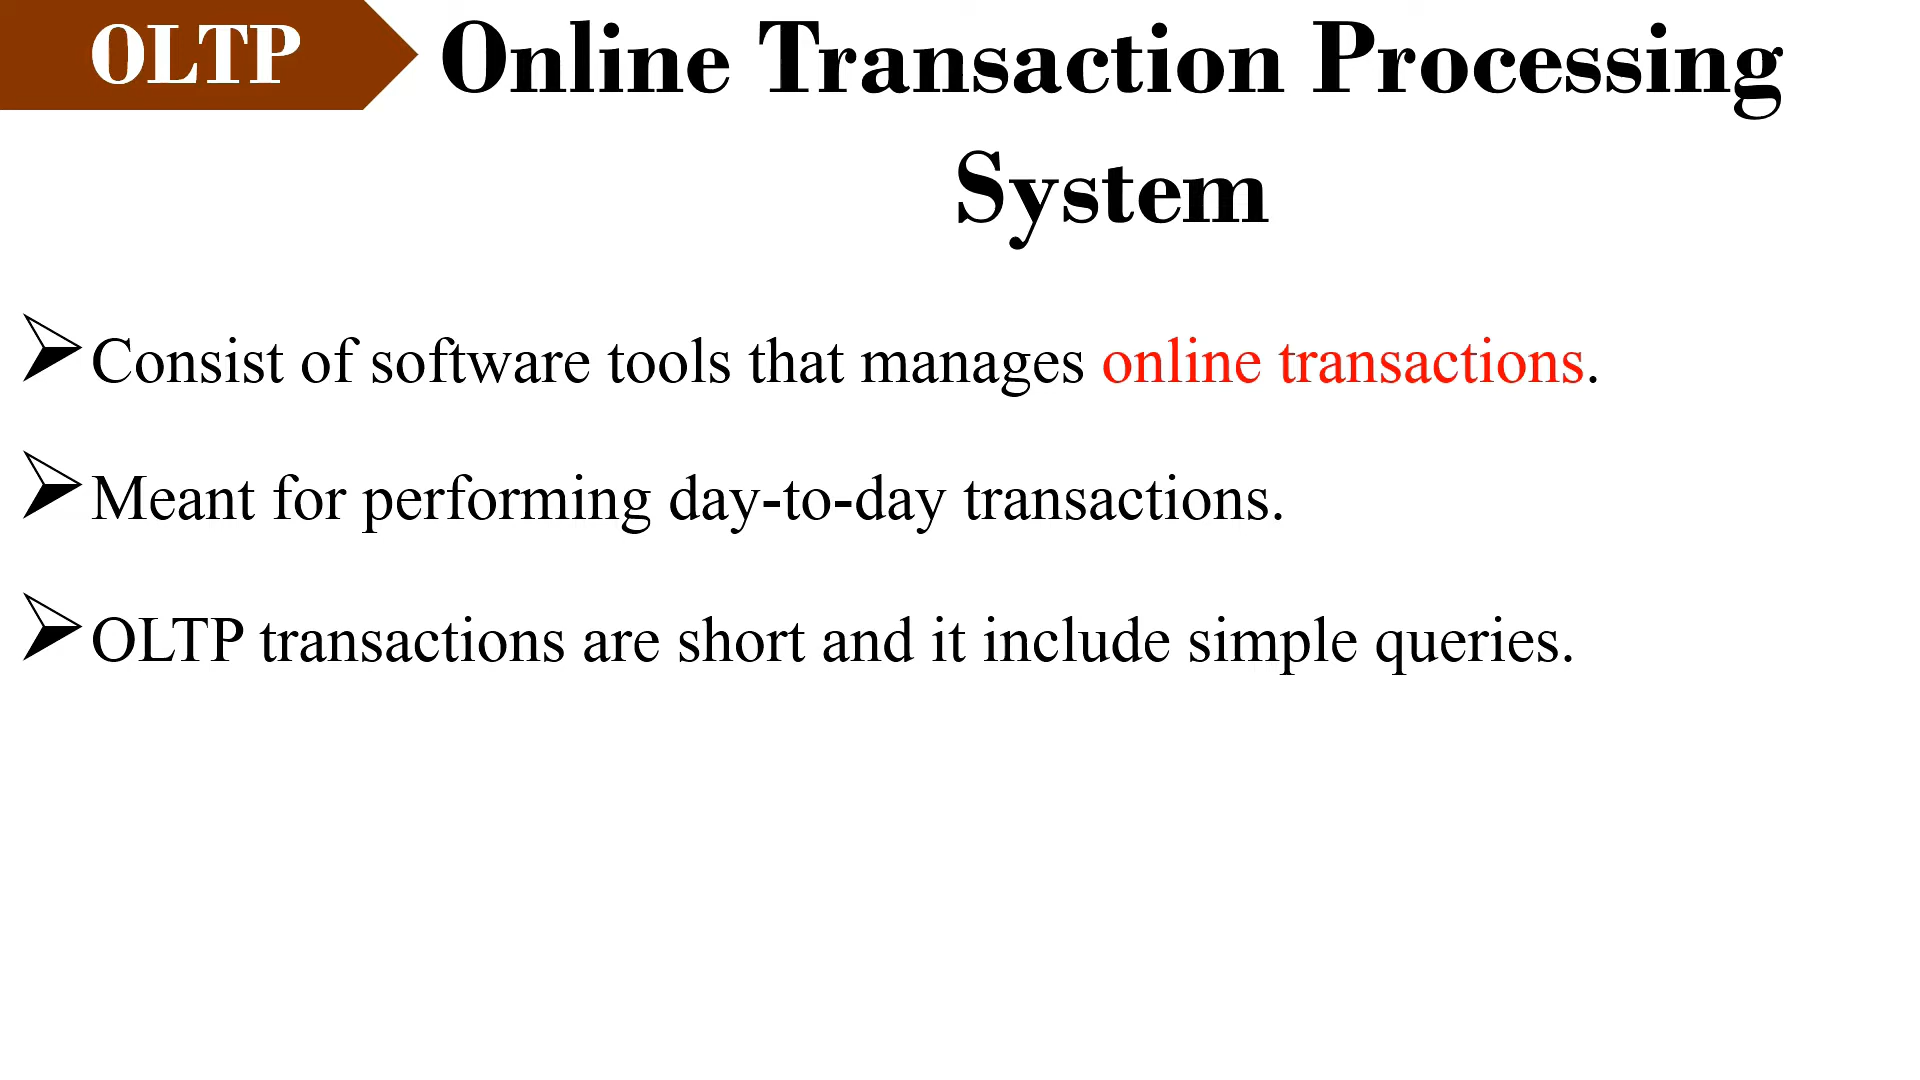 OLTP
Online Transaction Processing
System
Consist of software tools that manages online transactions.
Meant for performing day-to-day transactions.
OLTP transactions are short and it include simple queries.